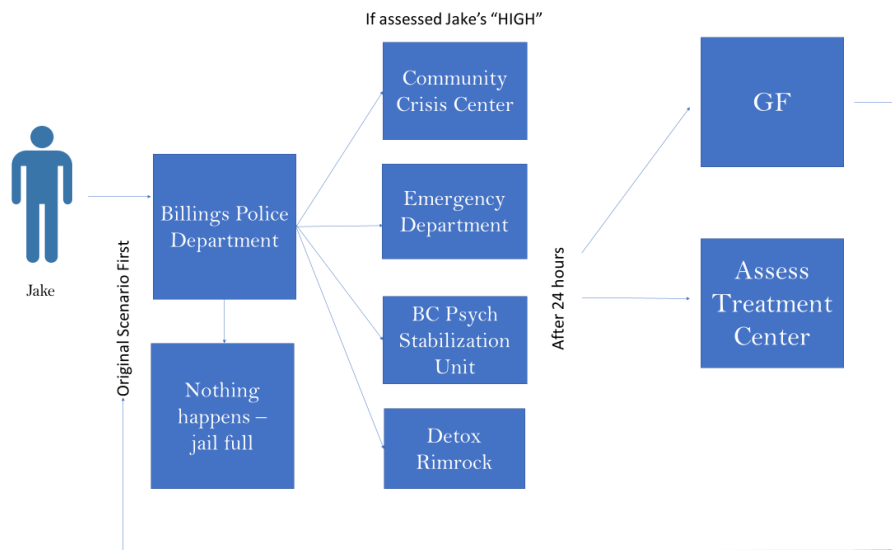 If assessed Jake's "HIGH"
Jake
Original Scenario First
Billings Police
Department
Nothing
happens –
jail full
Community
Crisis Center
Emergency
Department
BC Psych
Stabilization
Unit
Detox
Rimrock
After 24 hours
GF
Assess
Treatment
Center